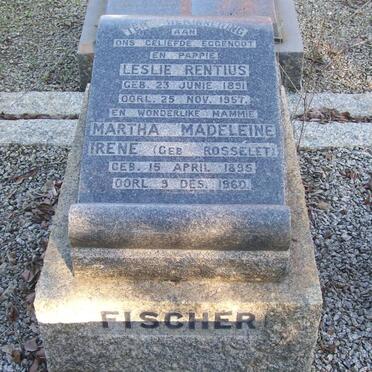 TER HERINNERING
AAN
ONS GELIEFDE EGGENOOT
EN PAPPIE
LESLIE RENTIUS
GEB. 23 JUNIE 1891
OORL. 25 NOV. 1957.
EN WONDERLIKE MAMMIE
MARTHA MADELEINE
IRENE (GEB ROSSELET)
GEB. 15 APRIL 1895
OORL 9 DES. 1960.
FISCHER